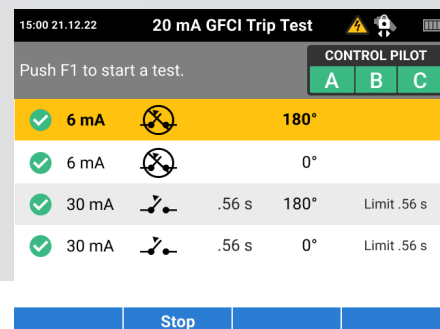 15:00 21.12.22 20 mA GFCI Trip Test
Push F1 to start a test.
CONTROL PILOT
A B C
6 mA 180°
6 mA 0°
30 mA .56 s 180° Limit .56 s
30 mA .56 s 0° Limit .56 s
Stop